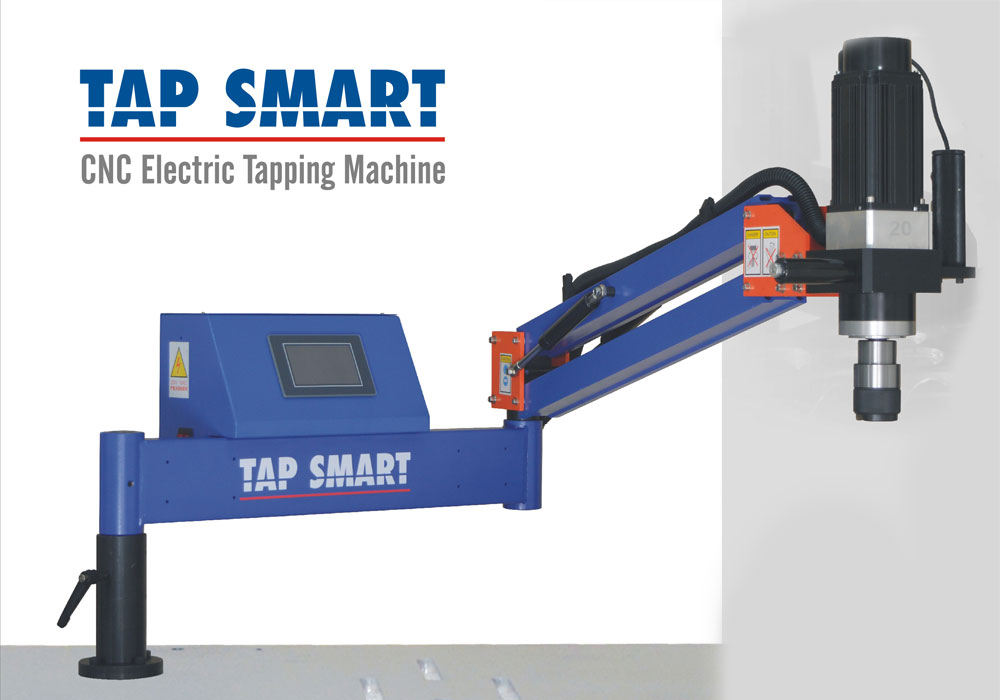 TAP SMART
CNC Electric Tapping Machine
20
TAP SMART